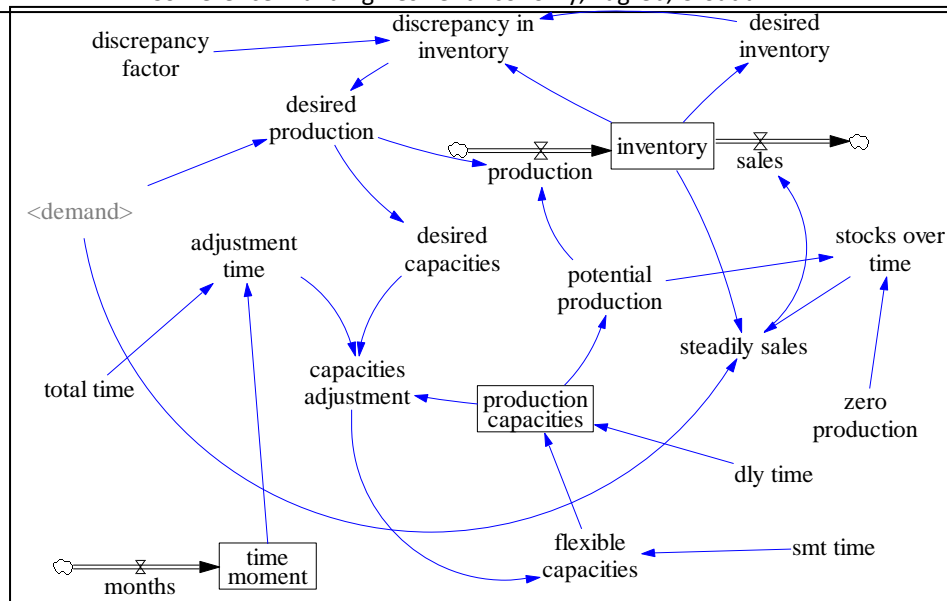 discrepancy in
inventory
desired
inventory
discrepancy
factor
desired
production
inventory
sales
production
<demand>
adjustment
time
desired
capacities
stocks over
time
potential
production
steadily sales
total time
capacities
adjustment
production
capacities
zero
production
dly time
flexible
capacities
smt time
time
moment
months